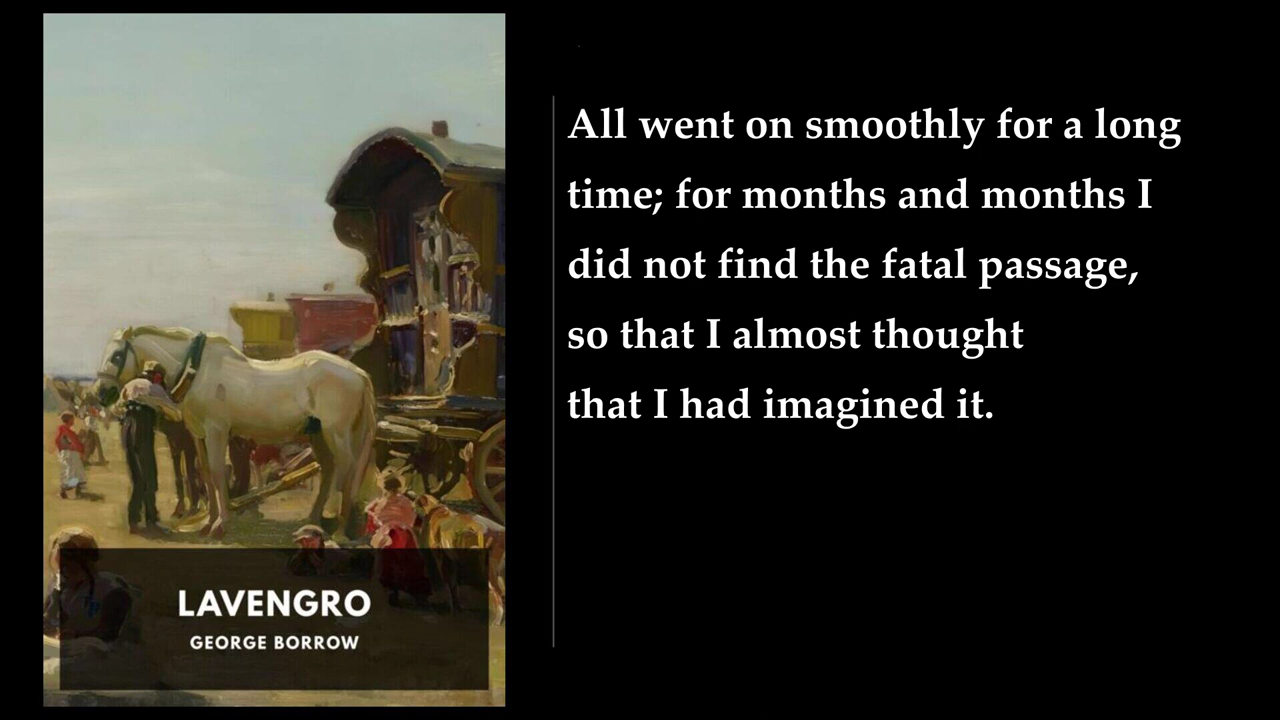 LAVENGRO
GEORGE BORROW
All went on smoothly for a long
time; for months and months I
did not find the fatal passage,
so that I almost thought
that I had imagined it.